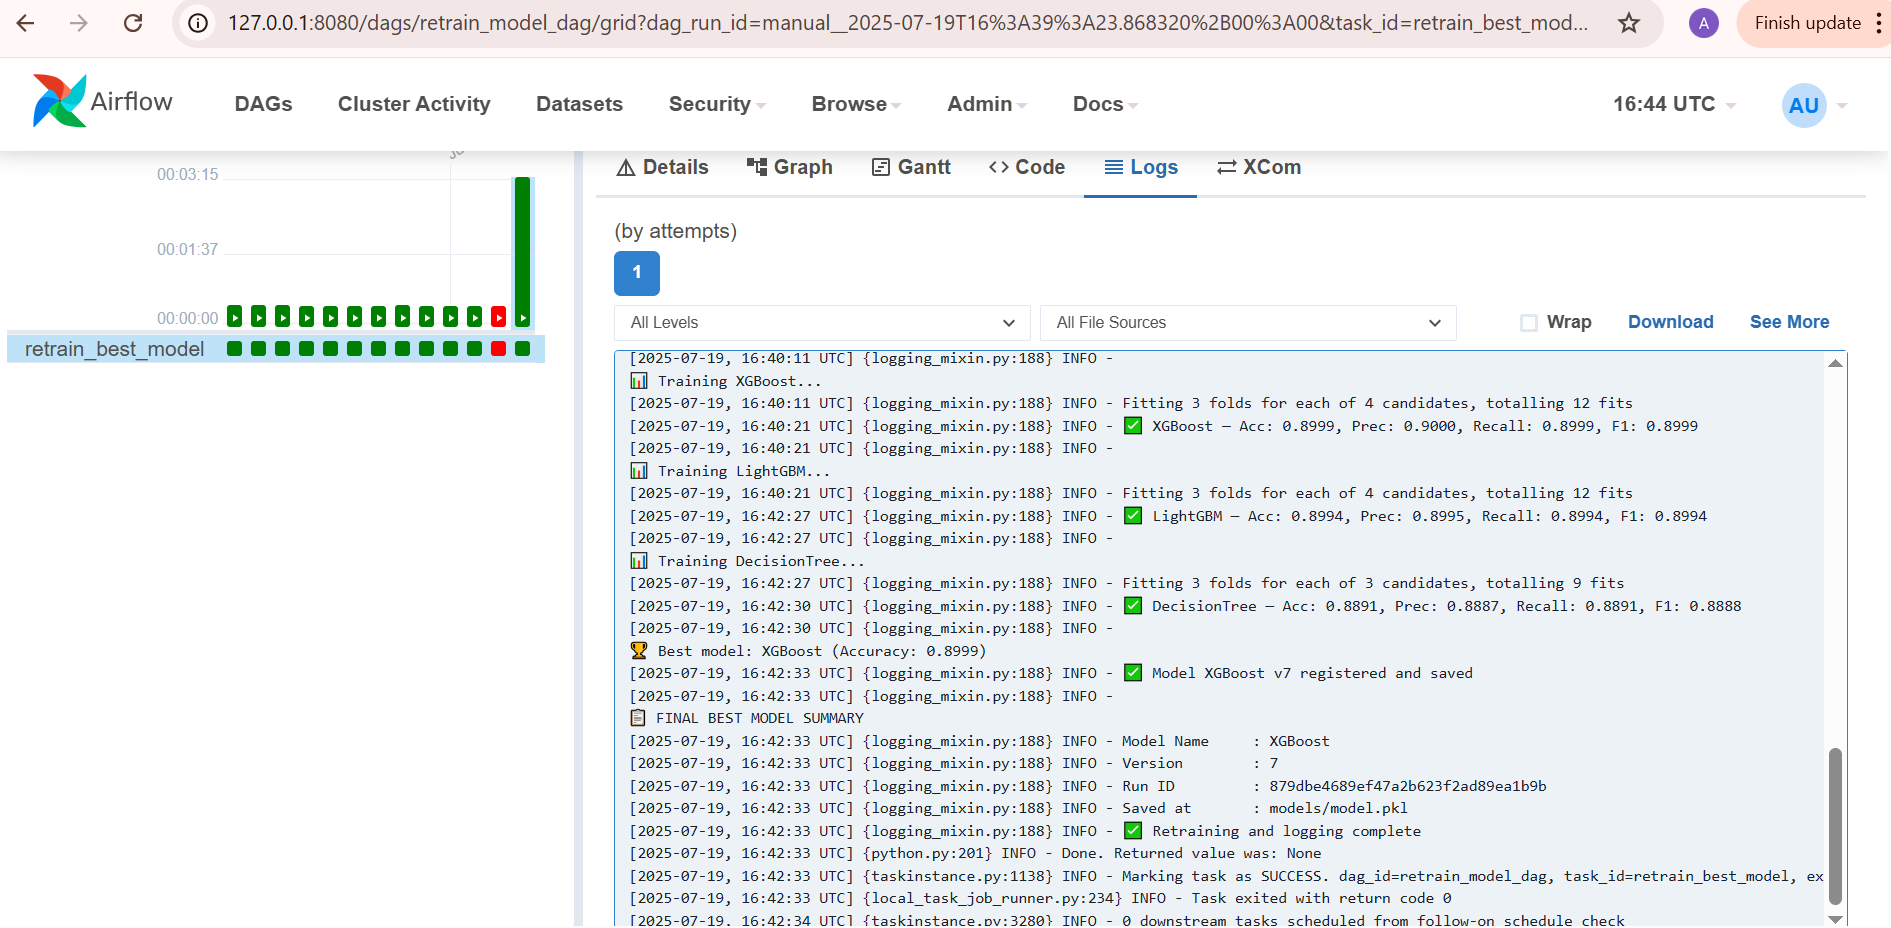 127.0.0.1:8080/dags/retrain_model_dag/grid?dag_run_id=manual__2025-07-19T16%3A39%3A23.868320%2B00%3A00&task_id=retrain_best_mod...
A
Finish update
Airflow
DAGs
Cluster Activity
Datasets
Security
Browse
Admin
Docs
16:44 UTC
AU
00:03:15
00:01:37
00:00:00
retrain_best_model
Details
Graph
Gantt
<> Code
Logs
XCom
(by attempts)
1
All Levels
All File Sources
Wrap
Download
See More
[2025-07-19, 16:40:11 UTC] {logging_mixin.py:188} INFO -
📊 Training XGBoost...
[2025-07-19, 16:40:11 UTC] {logging_mixin.py:188} INFO - Fitting 3 folds for each of 4 candidates, totalling 12 fits
[2025-07-19, 16:40:21 UTC] {logging_mixin.py:188} INFO - ✅ XGBoost — Acc: 0.8999, Prec: 0.9000, Recall: 0.8999, F1: 0.8999
[2025-07-19, 16:40:21 UTC] {logging_mixin.py:188} INFO -
📊 Training LightGBM...
[2025-07-19, 16:40:21 UTC] {logging_mixin.py:188} INFO - Fitting 3 folds for each of 4 candidates, totalling 12 fits
[2025-07-19, 16:42:27 UTC] {logging_mixin.py:188} INFO - ✅ LightGBM — Acc: 0.8994, Prec: 0.8995, Recall: 0.8994, F1: 0.8994
[2025-07-19, 16:42:27 UTC] {logging_mixin.py:188} INFO -
📊 Training DecisionTree...
[2025-07-19, 16:42:27 UTC] {logging_mixin.py:188} INFO - Fitting 3 folds for each of 3 candidates, totalling 9 fits
[2025-07-19, 16:42:30 UTC] {logging_mixin.py:188} INFO - ✅ DecisionTree — Acc: 0.8891, Prec: 0.8887, Recall: 0.8891, F1: 0.8888
[2025-07-19, 16:42:30 UTC] {logging_mixin.py:188} INFO -
🏆 Best model: XGBoost (Accuracy: 0.8999)
[2025-07-19, 16:42:33 UTC] {logging_mixin.py:188} INFO - ✅ Model XGBoost v7 registered and saved
[2025-07-19, 16:42:33 UTC] {logging_mixin.py:188} INFO -
📋 FINAL BEST MODEL SUMMARY
[2025-07-19, 16:42:33 UTC] {logging_mixin.py:188} INFO - Model Name     : XGBoost
[2025-07-19, 16:42:33 UTC] {logging_mixin.py:188} INFO - Version        : 7
[2025-07-19, 16:42:33 UTC] {logging_mixin.py:188} INFO - Run ID         : 879dbe4689ef47a2b623f2ad89ea1b9b
[2025-07-19, 16:42:33 UTC] {logging_mixin.py:188} INFO - Saved at       : models/model.pkl
[2025-07-19, 16:42:33 UTC] {logging_mixin.py:188} INFO - ✅ Retraining and logging complete
[2025-07-19, 16:42:33 UTC] {python.py:201} INFO - Done. Returned value was: None
[2025-07-19, 16:42:33 UTC] {taskinstance.py:1138} INFO - Marking task as SUCCESS. dag_id=retrain_model_dag, task_id=retrain_best_model, ex
[2025-07-19, 16:42:33 UTC] {local_task_job_runner.py:234} INFO - Task exited with return code 0
[2025-07-19, 16:42:34 UTC] {taskinstance.py:3280} INFO - 0 downstream tasks scheduled from follow-on schedule check